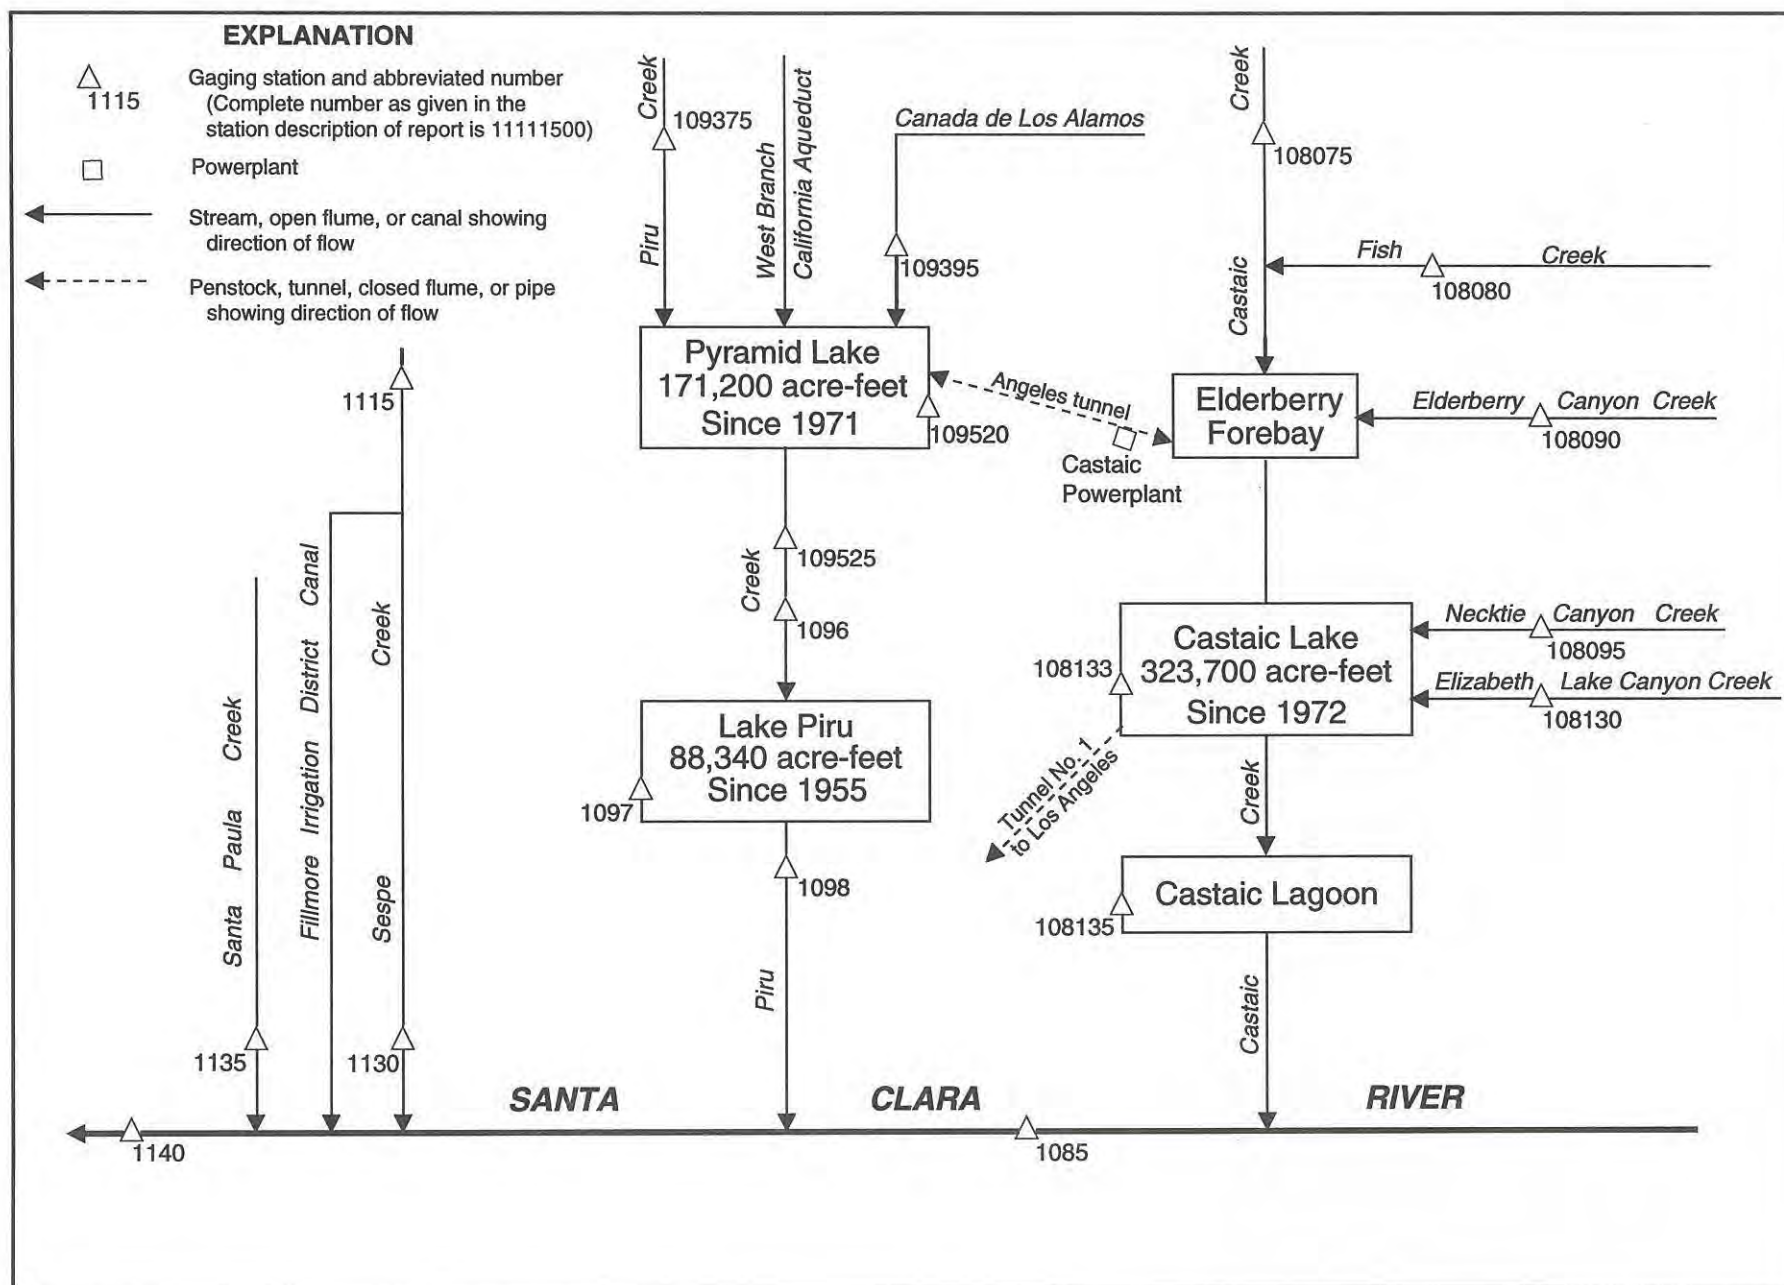 EXPLANATION
1115
Gaging station and abbreviated number
(Complete number as given in the
station description of report is 11111500)
Powerplant
Stream, open flume, or canal showing
direction of flow
Penstock, tunnel, closed flume, or pipe
showing direction of flow
Piru Creek
109375
West Branch
California Aqueduct
Canada de Los Alamos
109395
Castaic Creek
108075
Fish Creek
108080
Pyramid Lake
171,200 acre-feet
Since 1971
109520
Angeles tunnel
Castaic
Powerplant
Elderberry
Forebay
Elderberry Canyon Creek
108090
1115
109525
1096
Piru Creek
Lake Piru
88,340 acre-feet
Since 1955
1097
1098
Castaic Lake
323,700 acre-feet
Since 1972
108133
Necktie Canyon Creek
108095
Elizabeth Lake Canyon Creek
108130
Tunnel No. 1
to Los Angeles
Castaic Creek
Castaic Lagoon
108135
Santa Paula Creek
Fillmore Irrigation District Canal
Sespe Creek
1135
1130
SANTA CLARA RIVER
1140
1085